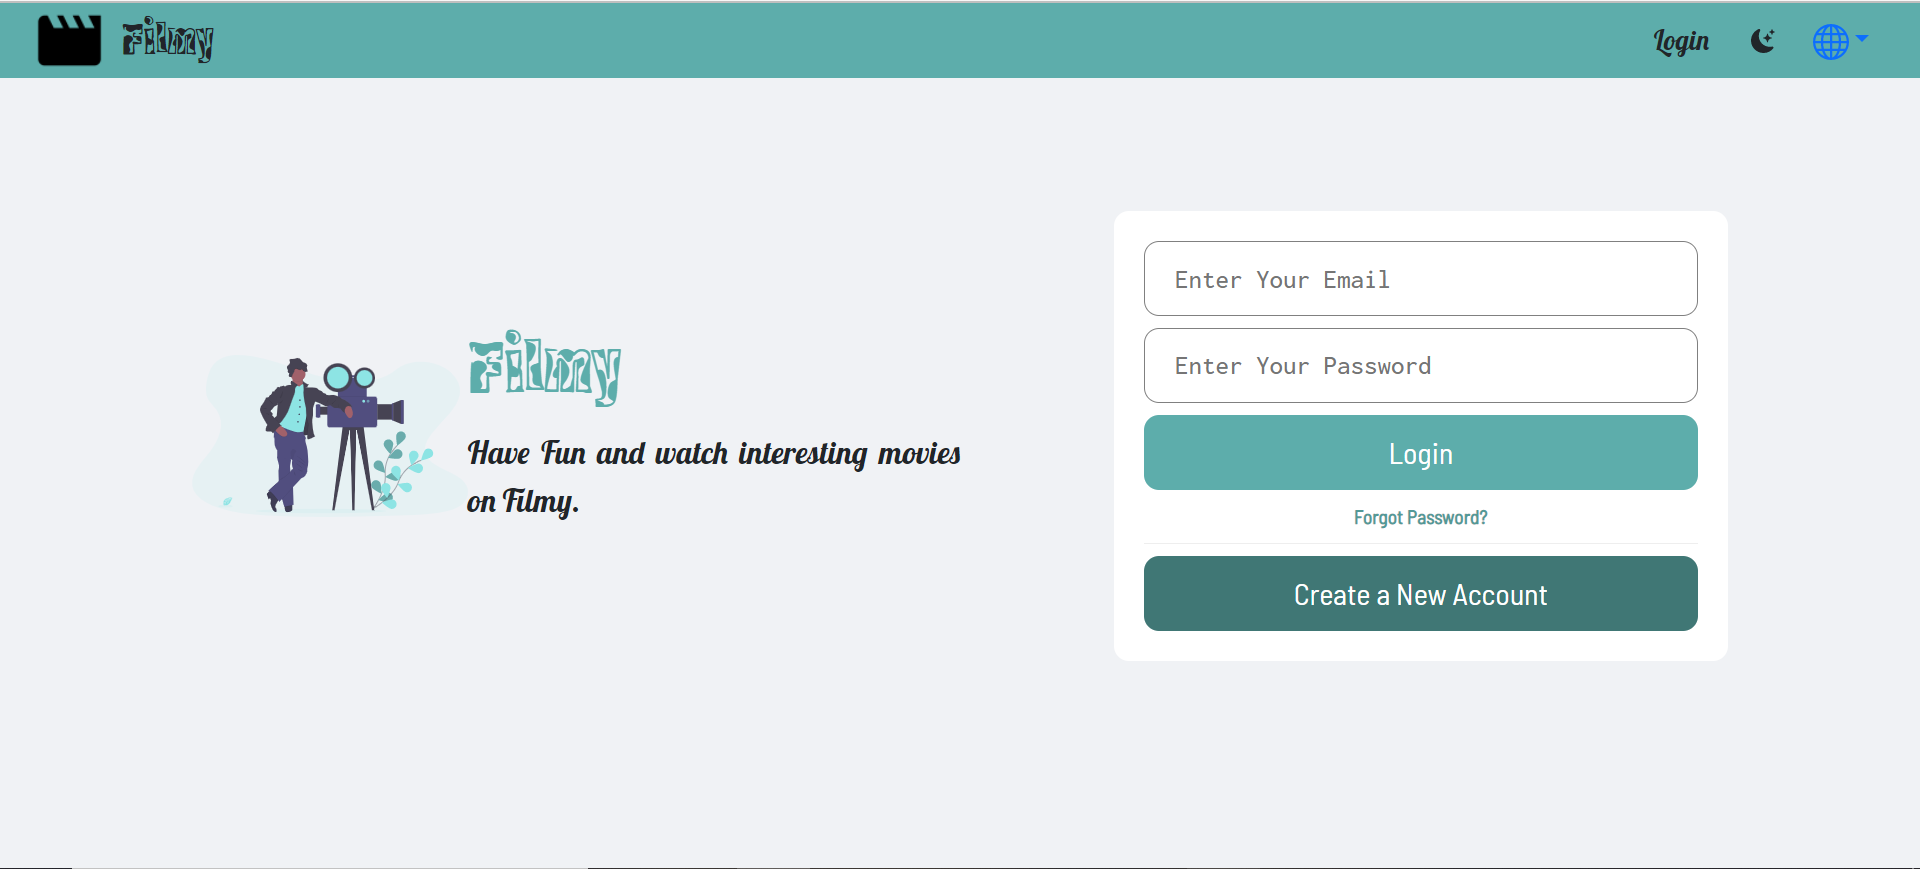 Filmy
Login
Enter Your Email
Enter Your Password
Filmy
Have Fun and watch interesting movies
on Filmy.
Login
Forgot Password?
Create a New Account